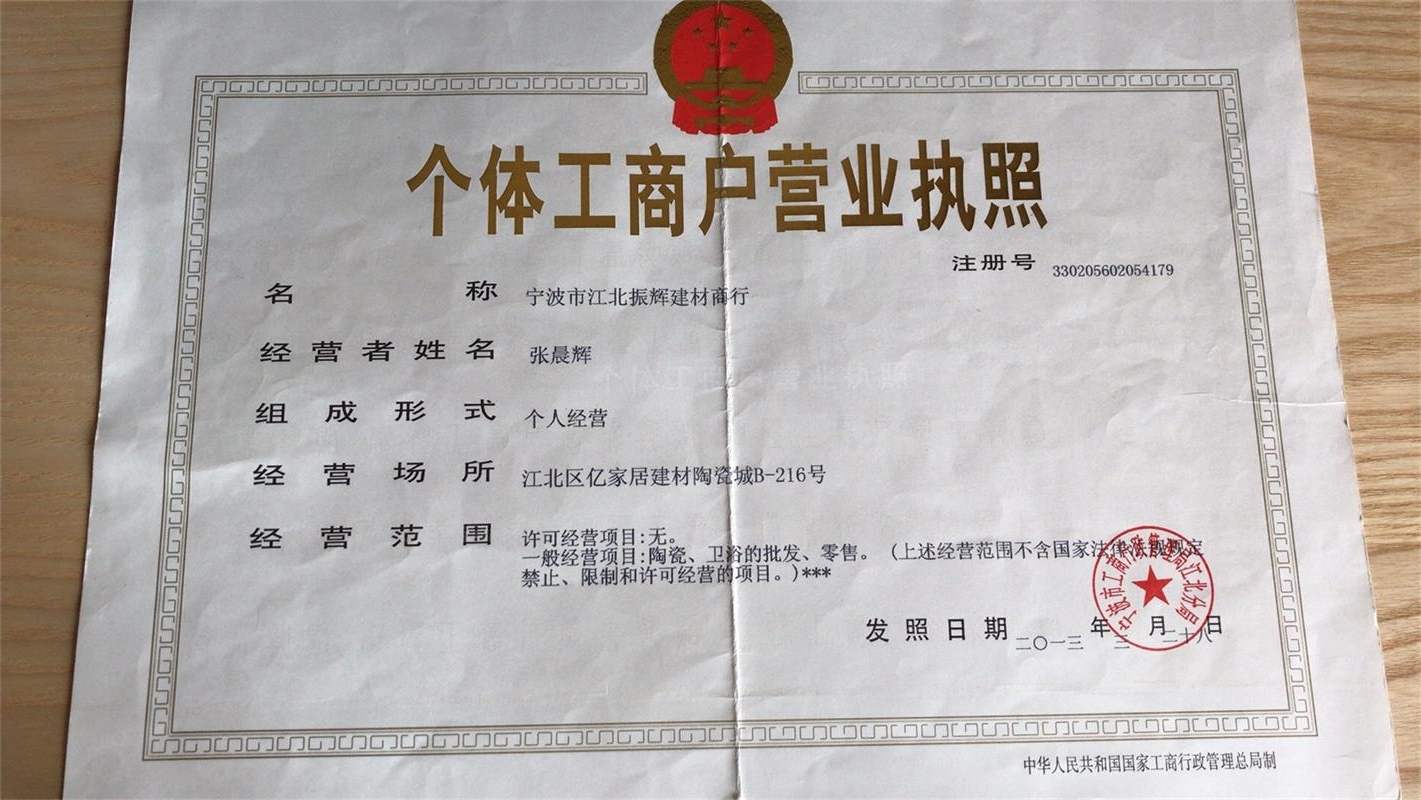 个体工商户营业执照
注册号 330205602054179
名称 宁波市江北振辉建材商行
经营者姓名 张晨辉
组成形式 个人经营
经营场所 江北区亿家居建材陶瓷城B-216号
经营范围 许可经营项目:无。
一般经营项目:陶瓷、卫浴的批发、零售。(上述经营范围不含国家法律法规规定
禁止、限制和许可经营的项目。)***
宁波市工商行政管理局江北分局
发照日期 二〇一三年三月二十八日
中华人民共和国国家工商行政管理总局制